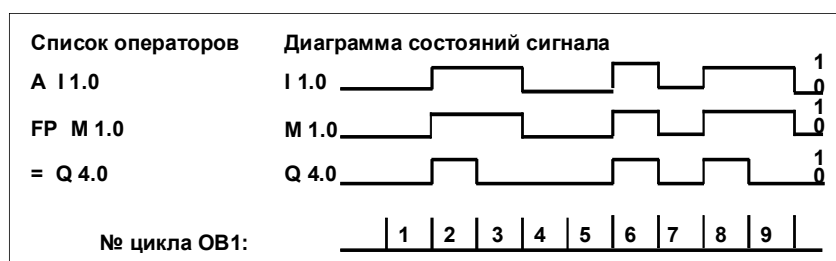 Список операторов Диаграмма состояний сигнала
A I 1.0 I 1.0 1 0
FP M 1.0 M 1.0 1 0
= Q 4.0 Q 4.0 1 0
№ цикла OB1: 1 2 3 4 5 6 7 8 9